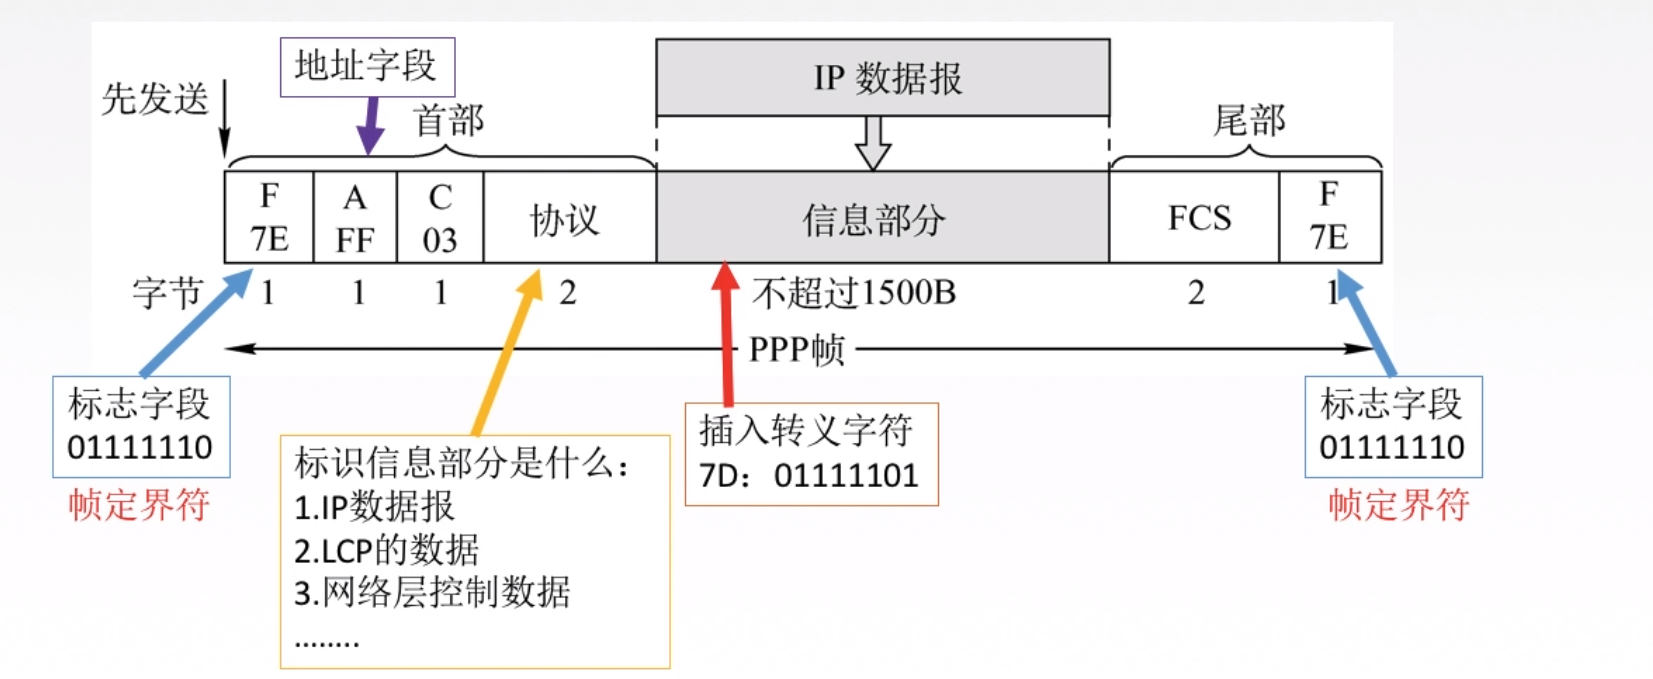 地址字段
IP 数据报
先发送
首部
尾部
F
7E
A
FF
C
03
协议
信息部分
FCS
F
7E
字节
1
1
1
2
不超过1500B
2
1
PPP帧
标志字段
01111110
帧定界符
标识信息部分是什么：
1.IP数据报
2.LCP的数据
3.网络层控制数据
........
插入转义字符
7D：01111101
标志字段
01111110
帧定界符